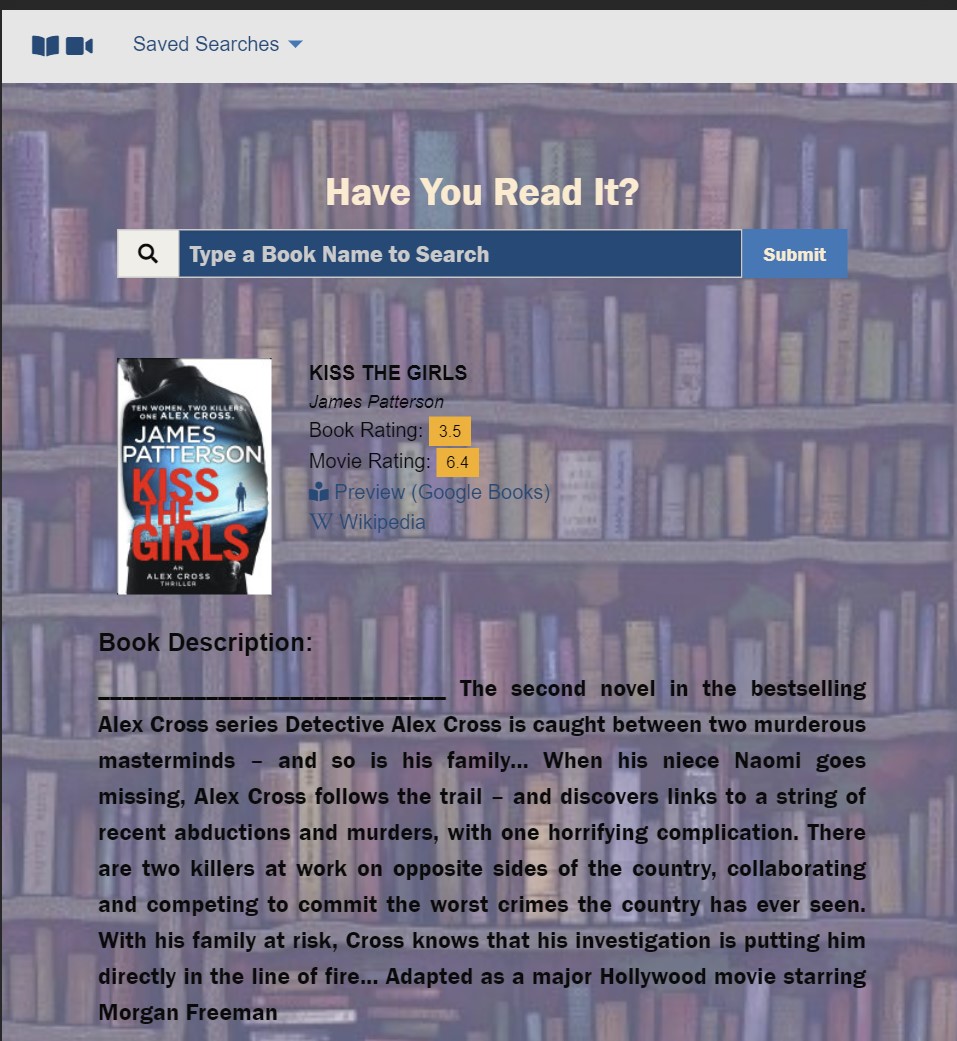 Saved Searches
Have You Read It?
Type a Book Name to Search
Submit
TEN WOMEN. TWO KILLERS.
ONE ALEX CROSS.
JAMES
PATTERSON
KISS
THE
GIRLS
AN
ALEX CROSS
THRILLER
KISS THE GIRLS
James Patterson
Book Rating: 3.5
Movie Rating: 6.4
Preview (Google Books)
W Wikipedia
Book Description:
_____________________________ The second novel in the bestselling
Alex Cross series Detective Alex Cross is caught between two murderous
masterminds – and so is his family... When his niece Naomi goes
missing, Alex Cross follows the trail – and discovers links to a string of
recent abductions and murders, with one horrifying complication. There
are two killers at work on opposite sides of the country, collaborating
and competing to commit the worst crimes the country has ever seen.
With his family at risk, Cross knows that his investigation is putting him
directly in the line of fire... Adapted as a major Hollywood movie starring
Morgan Freeman